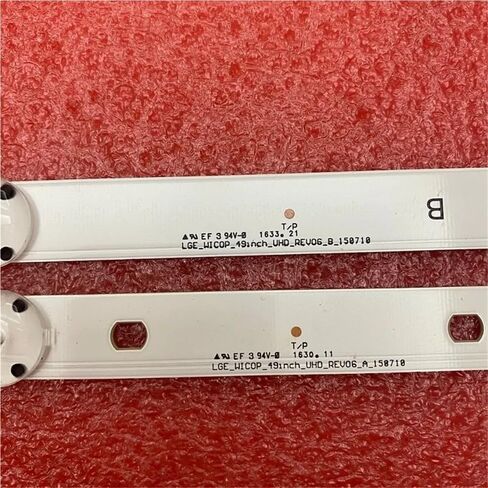 T/P
EF 3 94V-0 1633. 21
LGE_WICOP_49inch_UHD_REV06_B_150710
B
T/P
EF 3 94V-0 1630. 11
LGE_WICOP_49inch_UHD_REV06_A_150710